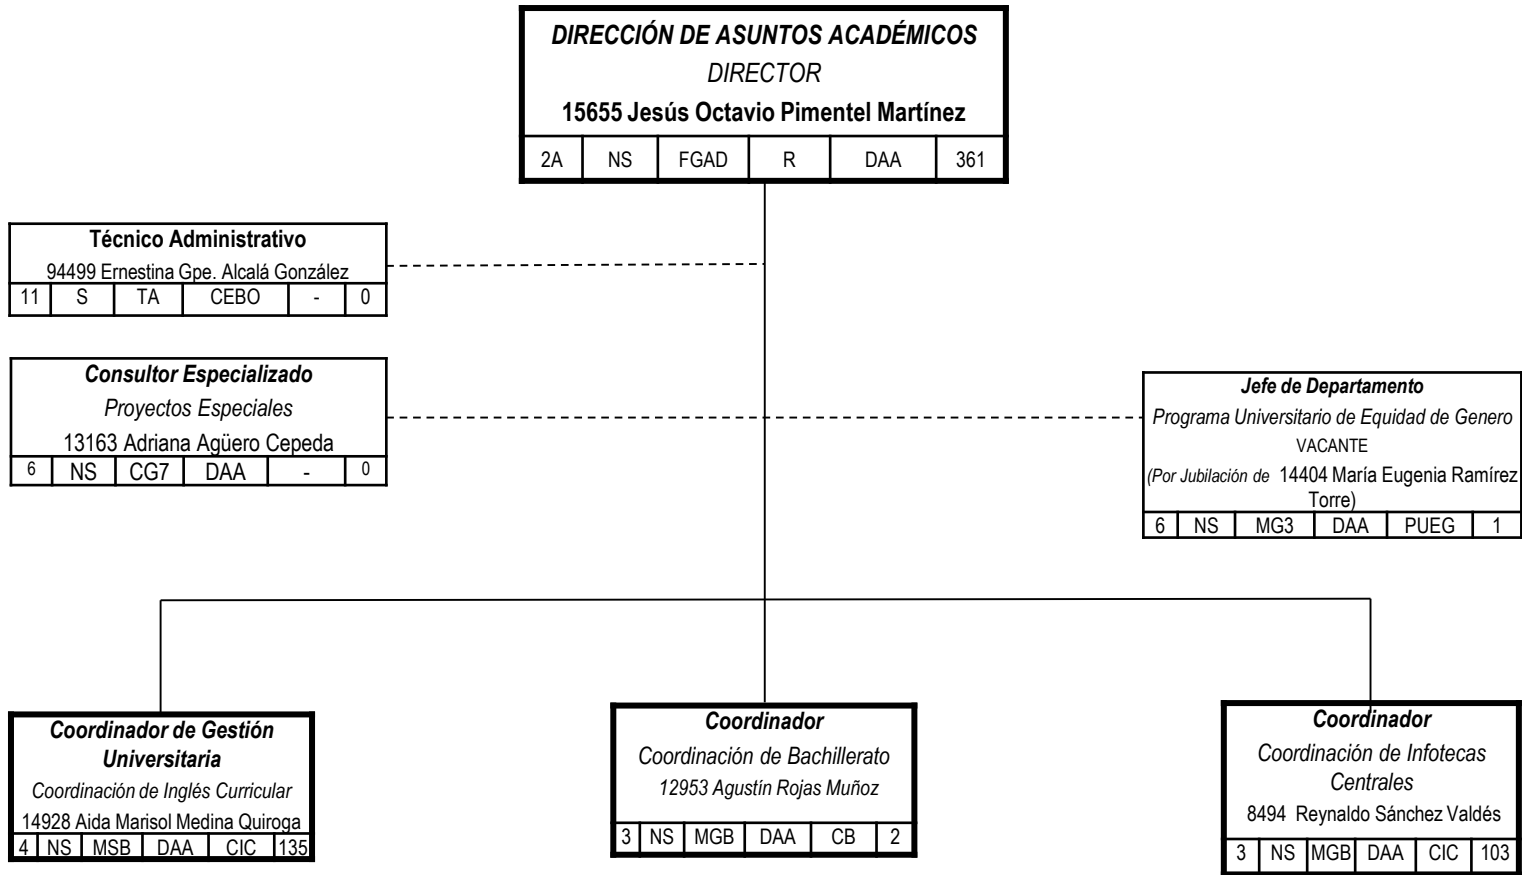 DIRECCIÓN DE ASUNTOS ACADÉMICOS
DIRECTOR
15655 Jesús Octavio Pimentel Martínez
2A NS FGAD R DAA 361
Técnico Administrativo
94499 Ernestina Gpe. Alcalá González
11 S TA CEBO - 0
Consultor Especializado
Proyectos Especiales
13163 Adriana Agüero Cepeda
6 NS CG7 DAA - 0
Jefe de Departamento
Programa Universitario de Equidad de Genero
VACANTE
(Por Jubilación de 14404 María Eugenia Ramírez
Torre)
6 NS MG3 DAA PUEG 1
Coordinador de Gestión
Universitaria
Coordinación de Inglés Curricular
14928 Aida Marisol Medina Quiroga
4 NS MSB DAA CIC 135
Coordinador
Coordinación de Bachillerato
12953 Agustín Rojas Muñoz
3 NS MGB DAA CB 2
Coordinador
Coordinación de Infotecas
Centrales
8494 Reynaldo Sánchez Valdés
3 NS MGB DAA CIC 103